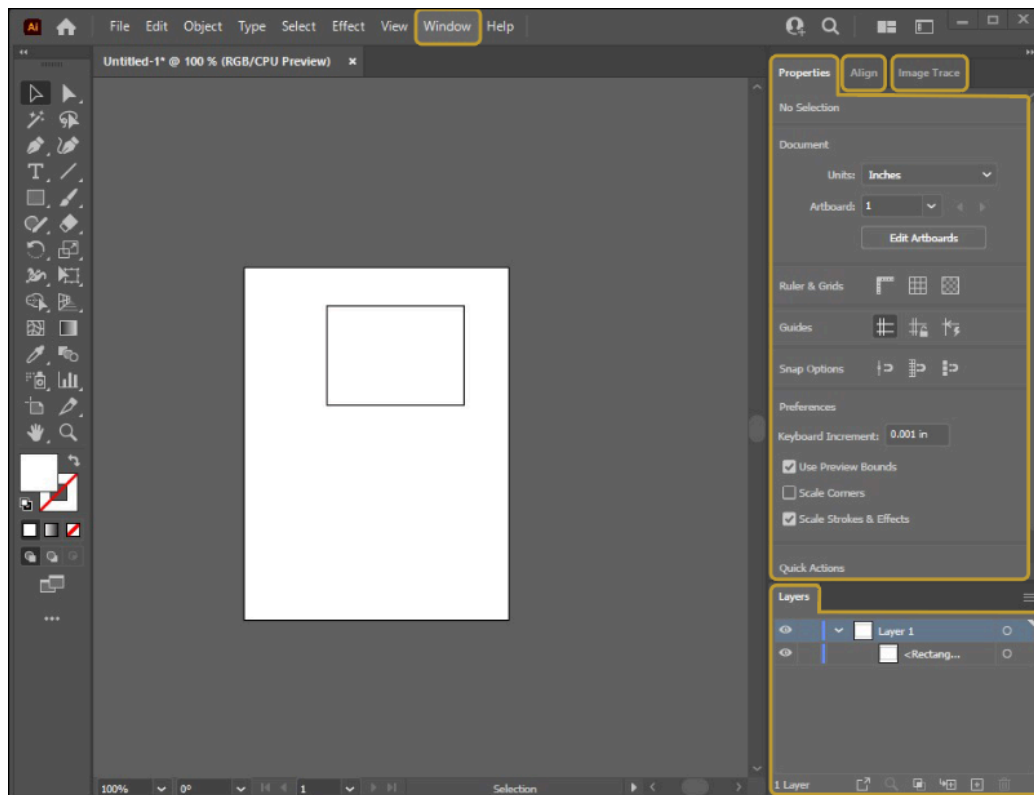 Ai File Edit Object Type Select Effect View Window Help
Untitled-1* @ 100 % (RGB/CPU Preview) ×
Properties Align Image Trace
No Selection
Document
Units: Inches
Artboard: 1
Edit Artboards
Ruler & Grids
Guides
Snap Options
Preferences
Keyboard Increment: 0.001 in
Use Preview Bounds
Scale Corners
Scale Strokes & Effects
Quick Actions
Layers
Layer 1
<Rectang...
1 Layer
100% 0° 1 Selection